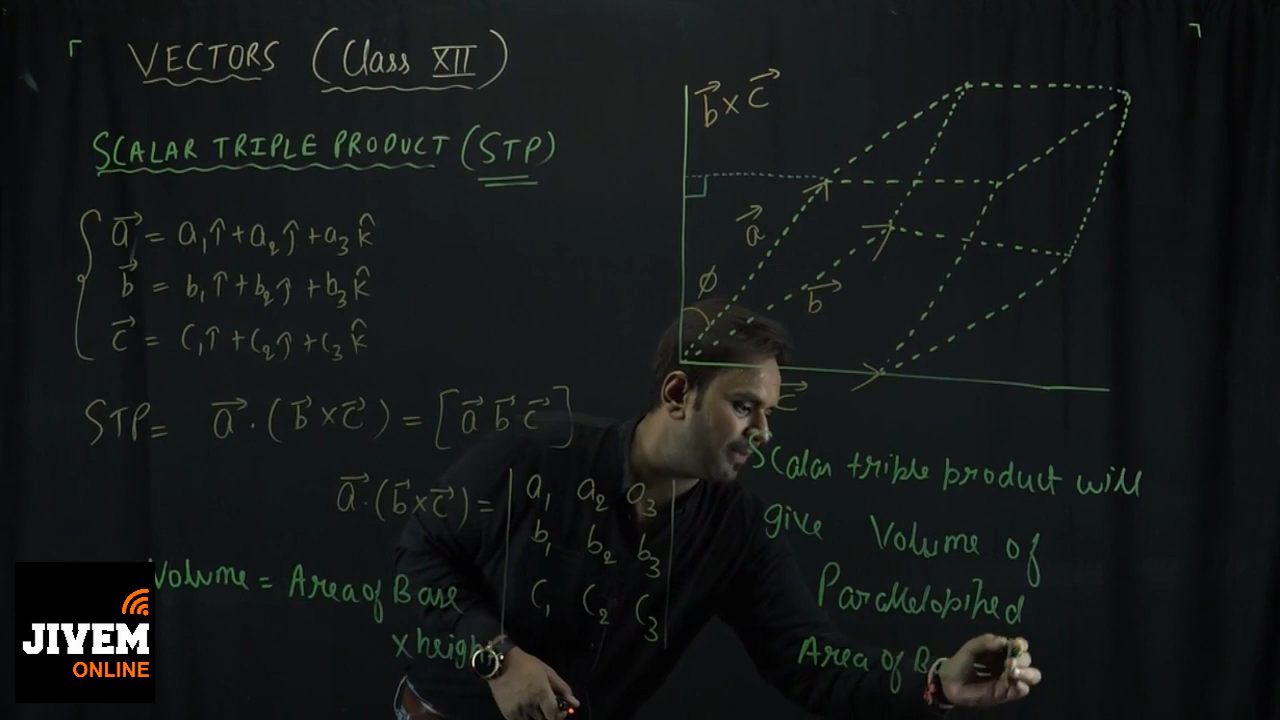 VECTORS (Class XII)
SCALAR TRIPLE PRODUCT (STP)
a⃗ = a₁î + a₂ĵ + a₃k̂
b⃗ = b₁î + b₂ĵ + b₃k̂
c⃗ = c₁î + c₂ĵ + c₃k̂
STP = a⃗ . (b⃗ × c⃗) = [a⃗ b⃗ c⃗]
a⃗ . (b⃗ × c⃗) = | a₁ a₂ a₃
b₁ b₂ b₃
c₁ c₂ c₃ |
Volume = Area of Base
x height
b⃗ × c⃗
a⃗
ϕ
b⃗
c⃗
Scalar triple product will
give Volume of
Parallelopiped
Area of
JIVEM
ONLINE